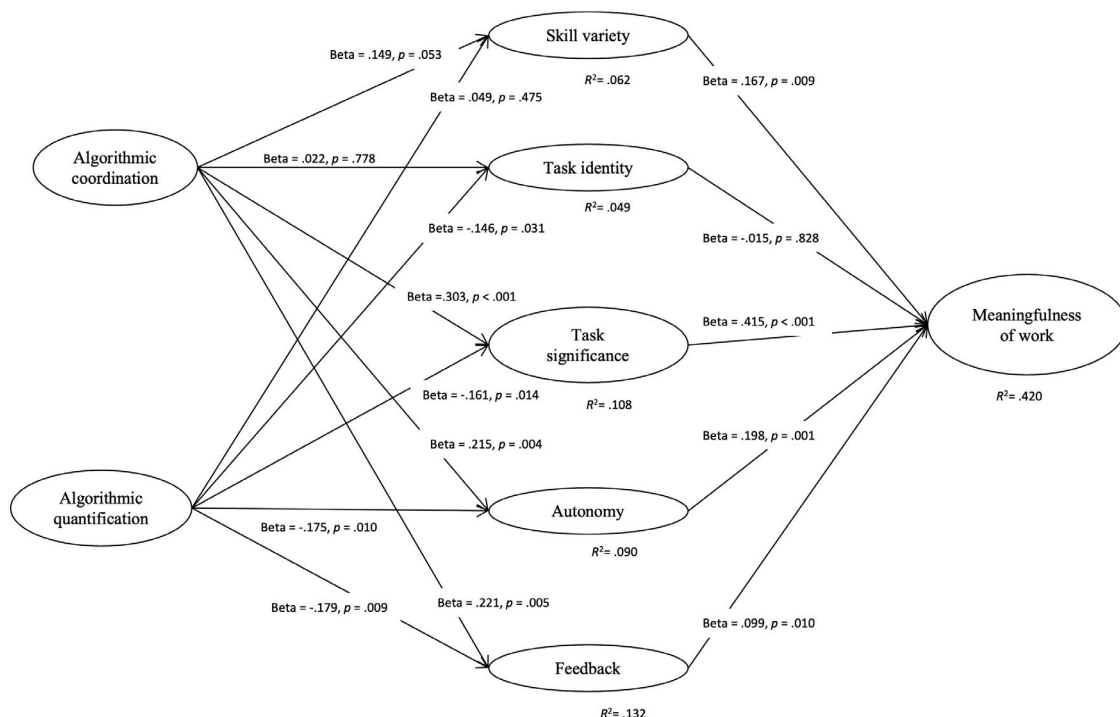 Skill variety
Beta = .149, p = .053
R²= .062
Beta = .167, p = .009
Beta = .049, p = .475
Algorithmic
coordination
Beta = .022, p = .778
Task identity
R²= .049
Beta = -.146, p = .031
Beta = -.015, p = .828
Beta =.303, p < .001
Task
significance
Beta = .415, p < .001
Meaningfulness
of work
R²= .420
Beta = -.161, p = .014
R²= .108
Beta = .215, p = .004
Beta = .198, p = .001
Algorithmic
quantification
Autonomy
Beta = -.175, p = .010
R²= .090
Beta = -.179, p = .009
Beta = .221, p = .005
Beta = .099, p = .010
Feedback
R²= .132